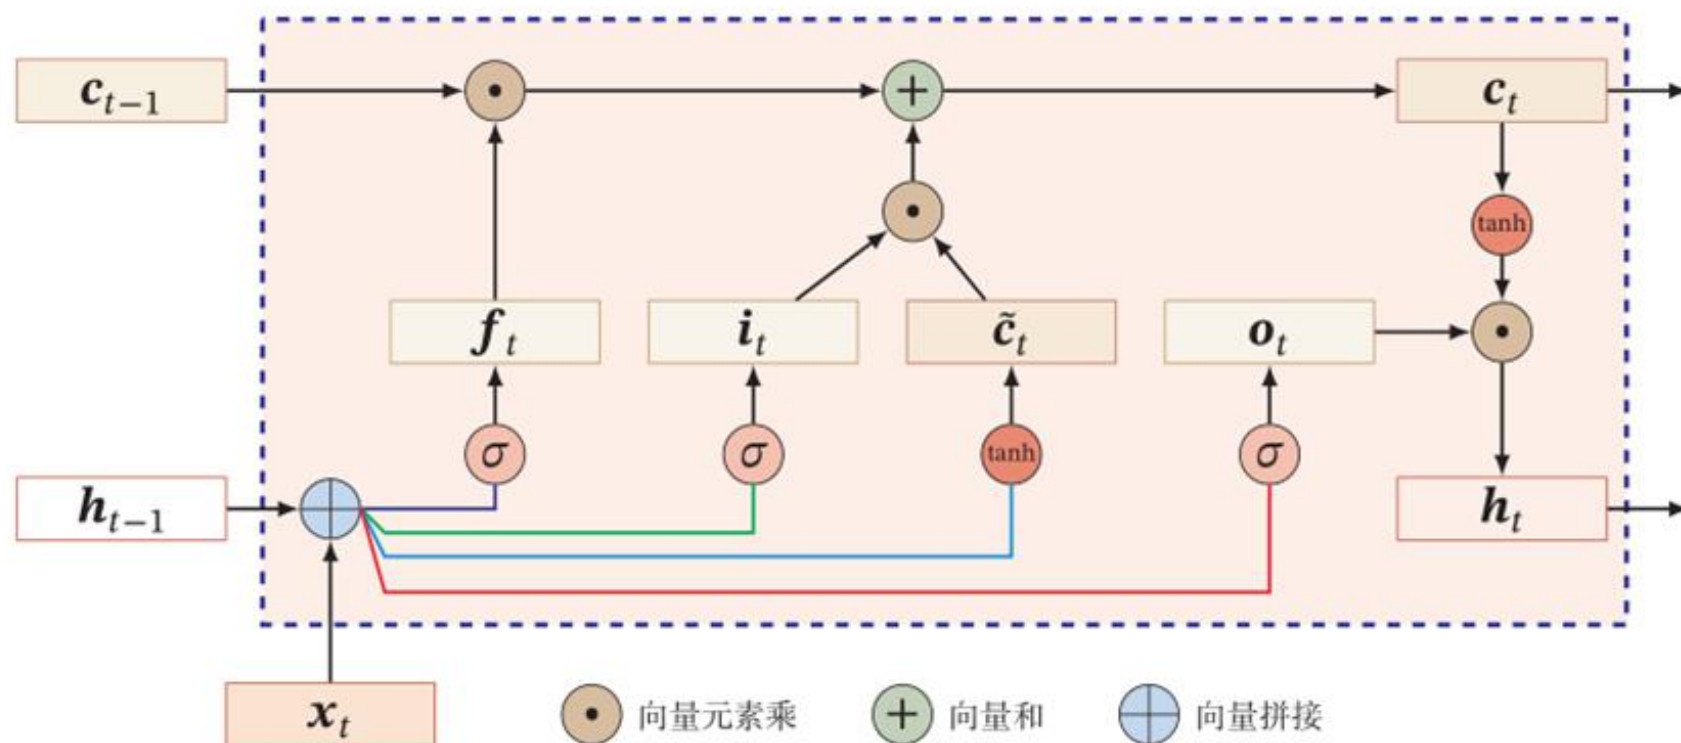 c_{t−1}
c_t
tanh
f_t
i_t
c̃_t
o_t
σ
σ
tanh
σ
h_{t−1}
h_t
x_t
向量元素乘
向量和
向量拼接